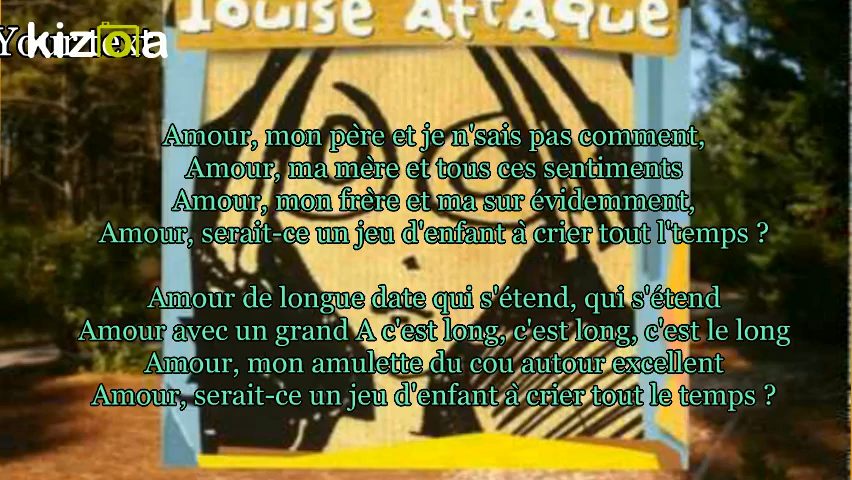 Louise Attaque
Your text
kizoa
Amour, mon père et je n'sais pas comment,
Amour, ma mère et tous ces sentiments
Amour, mon frère et ma sur évidemment,
Amour, serait-ce un jeu d'enfant à crier tout l'temps ?
Amour de longue date qui s'étend, qui s'étend
Amour avec un grand A c'est long, c'est long, c'est le long
Amour, mon amulette du cou autour excellent
Amour, serait-ce un jeu d'enfant à crier tout le temps ?